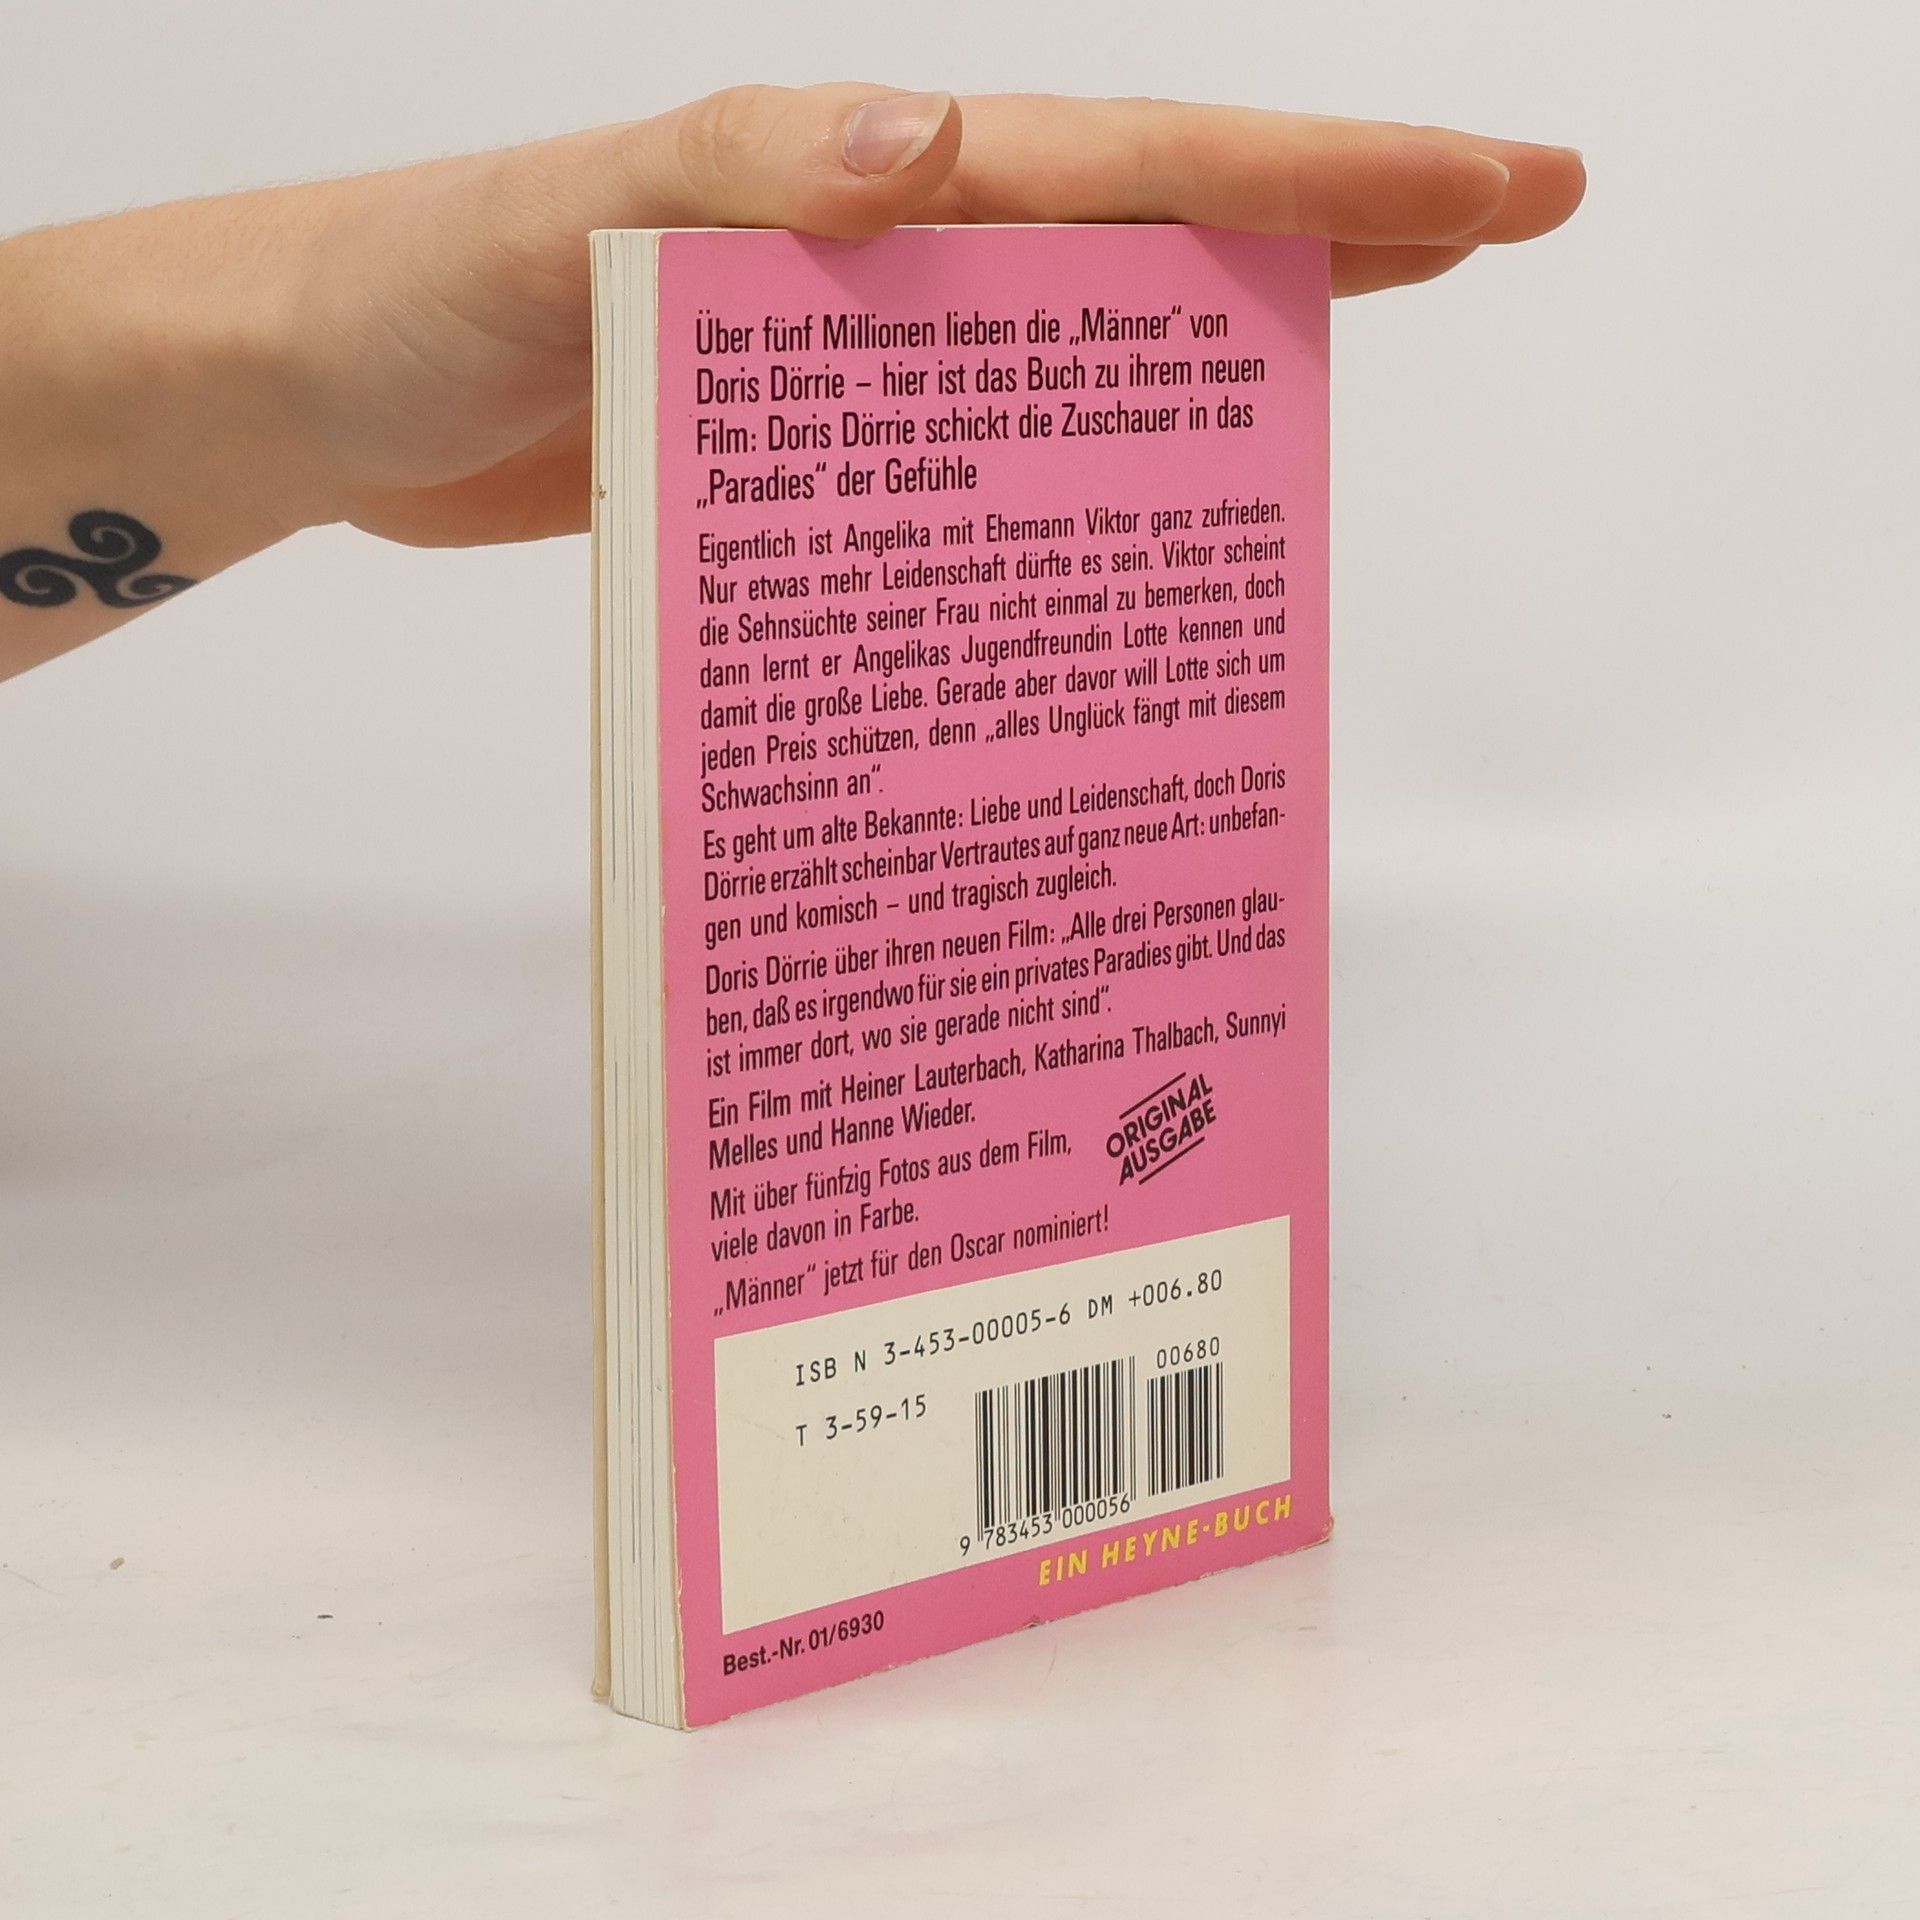 Über fünf Millionen lieben die „Männer“ von
Doris Dörrie – hier ist das Buch zu ihrem neuen
Film: Doris Dörrie schickt die Zuschauer in das
„Paradies“ der Gefühle
Eigentlich ist Angelika mit Ehemann Viktor ganz zufrieden.
Nur etwas mehr Leidenschaft dürfte es sein. Viktor scheint
die Sehnsüchte seiner Frau nicht einmal zu bemerken, doch
dann lernt er Angelikas Jugendfreundin Lotte kennen und
damit die große Liebe. Gerade aber davor will Lotte sich um
jeden Preis schützen, denn „alles Unglück fängt mit diesem
Schwachsinn an“.
Es geht um alte Bekannte: Liebe und Leidenschaft, doch Doris
Dörrie erzählt scheinbar Vertrautes auf ganz neue Art: unbefan-
gen und komisch – und tragisch zugleich.
Doris Dörrie über ihren neuen Film: „Alle drei Personen glau-
ben, daß es irgendwo für sie ein privates Paradies gibt. Und das
ist immer dort, wo sie gerade nicht sind“.
Ein Film mit Heiner Lauterbach, Katharina Thalbach, Sunnyi
Melles und Hanne Wieder.
Mit über fünfzig Fotos aus dem Film,
viele davon in Farbe.
ORIGINAL
AUSGABE
„Männer“ jetzt für den Oscar nominiert!
ISB N 3-453-00005-6 DM +006.80
00680
T 3-59-15
9 783453 000056
EIN HEYNE-BUCH
Best.-Nr. 01/6930